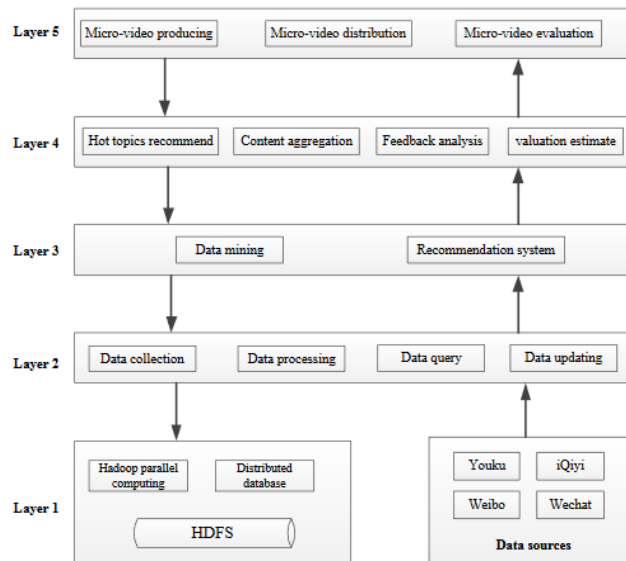 Layer 5
Micro-video producing
Micro-video distribution
Micro-video evaluation
Layer 4
Hot topics recommend
Content aggregation
Feedback analysis
valuation estimate
Layer 3
Data mining
Recommendation system
Layer 2
Data collection
Data processing
Data query
Data updating
Layer 1
Hadoop parallel
computing
Distributed
database
HDFS
Youku
iQiyi
Weibo
Wechat
Data sources